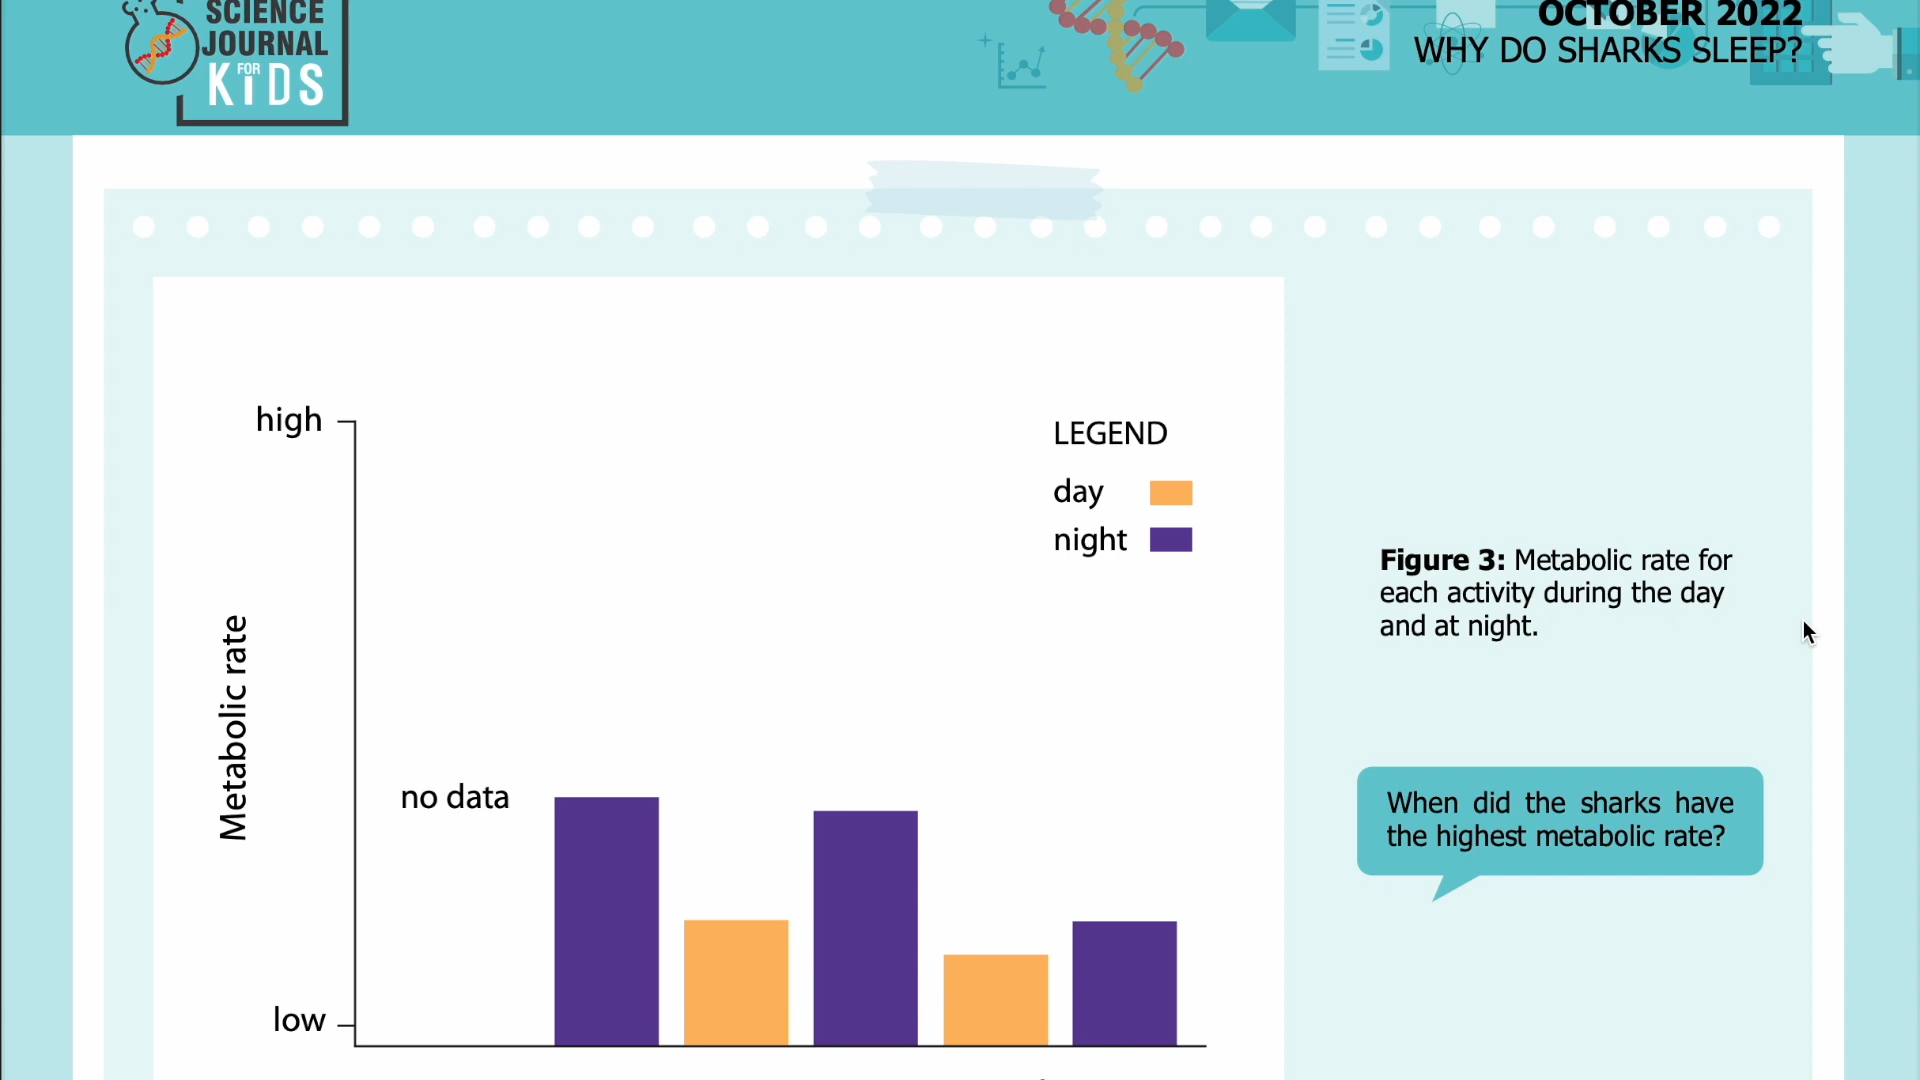 SCIENCE
JOURNAL
FOR
KiDS
OCTOBER 2022
WHY DO SHARKS SLEEP?
high
Metabolic rate
low
no data
LEGEND
day
night
Figure 3: Metabolic rate for
each activity during the day
and at night.
When did the sharks have
the highest metabolic rate?